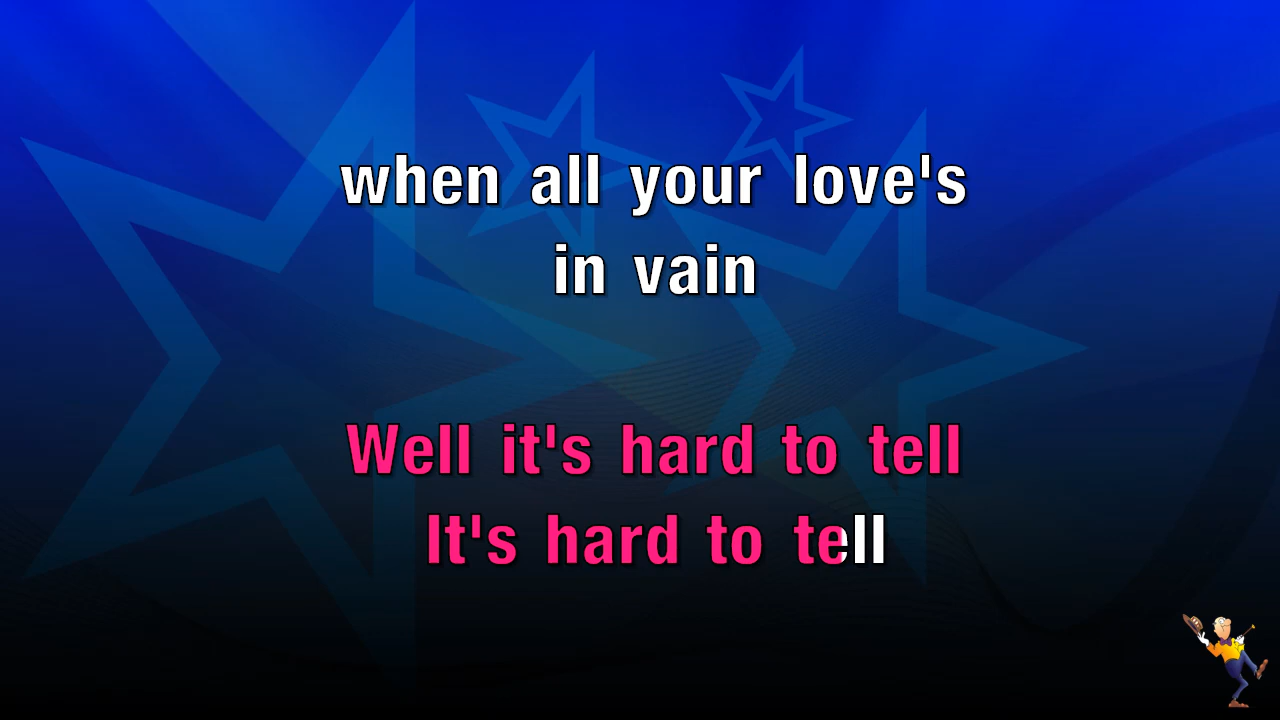 when all your love's
in vain
Well it's hard to tell
It's hard to tell